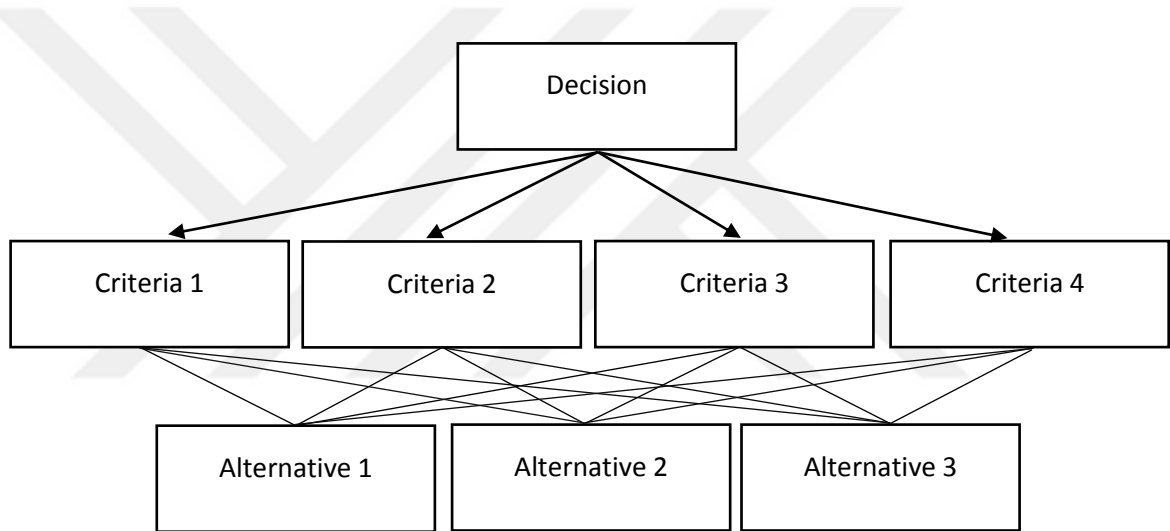 Decision
Criteria 1
Criteria 2
Criteria 3
Criteria 4
Alternative 1
Alternative 2
Alternative 3